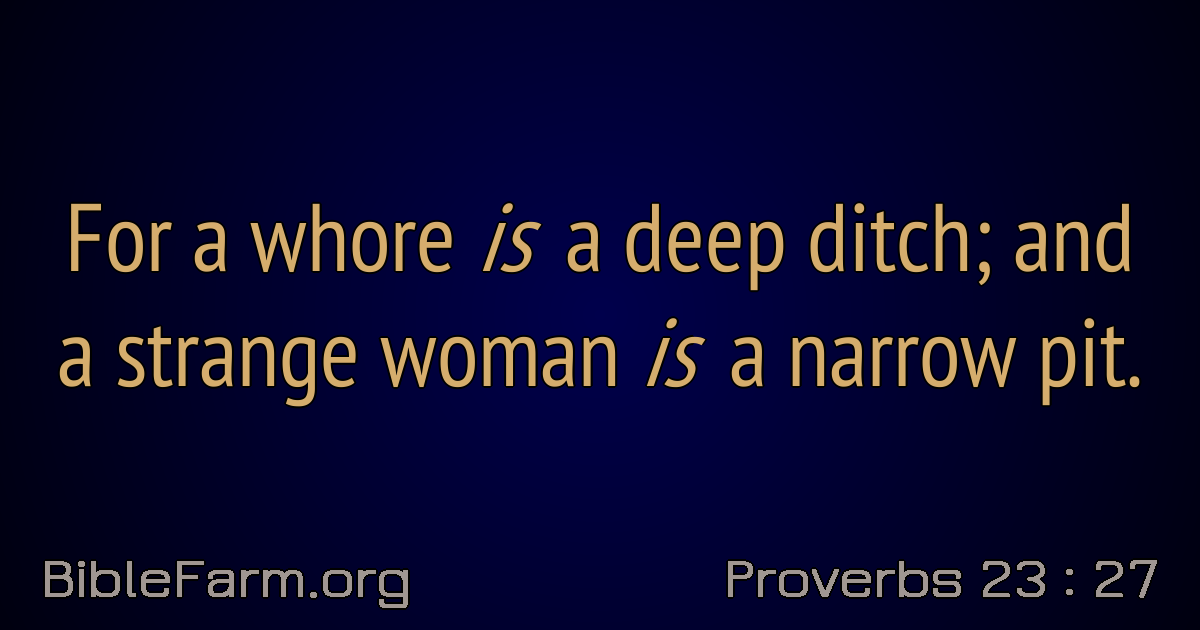 For a whore is a deep ditch; and
a strange woman is a narrow pit.
BibleFarm.org
Proverbs 23 : 27